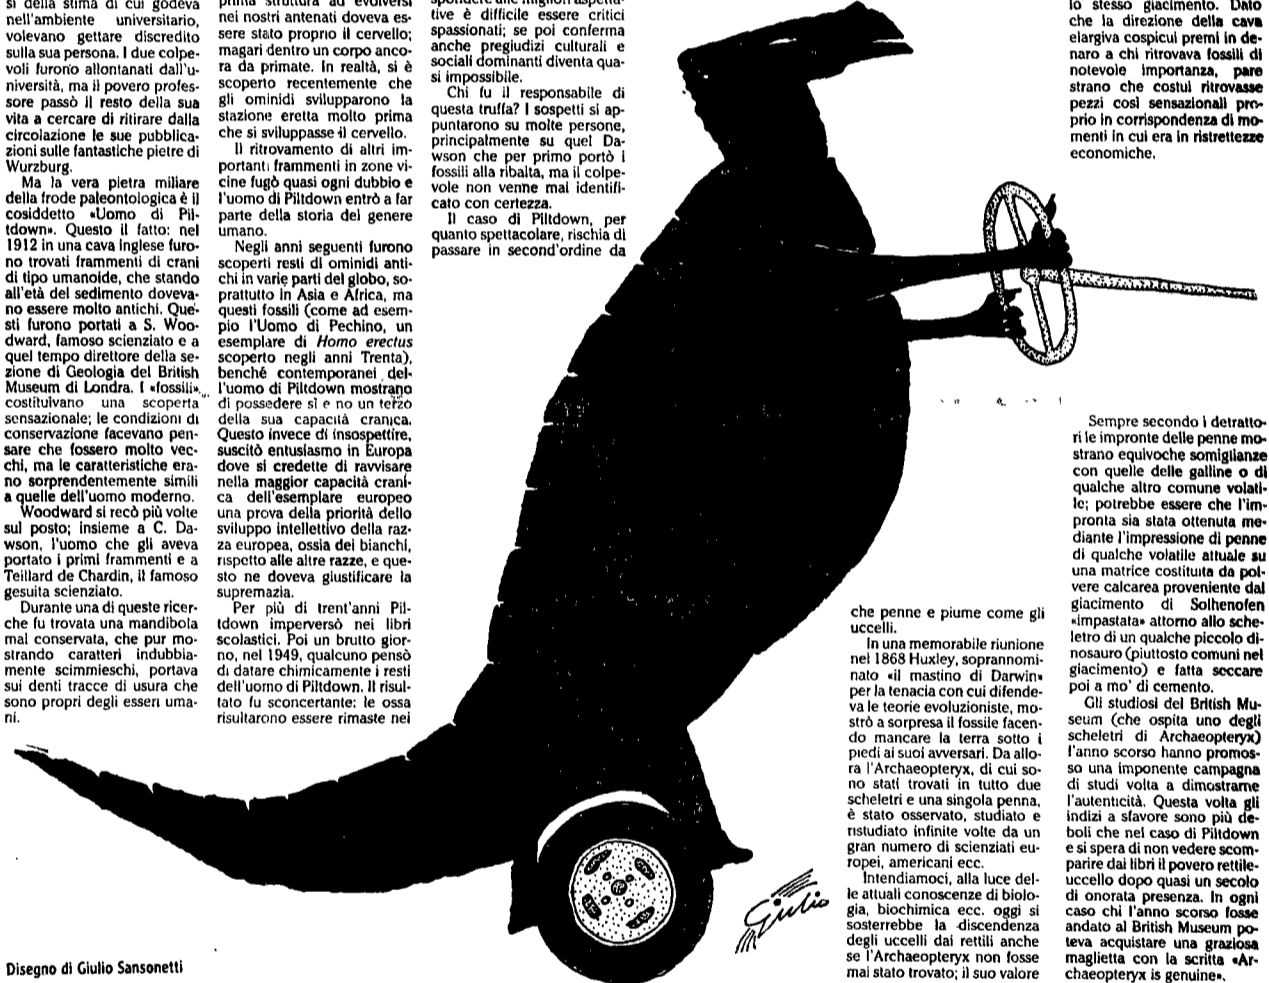 si della stima di cui godeva
nell'ambiente universitario,
volevano gettare discredito
sulla sua persona. I due colpe-
voli furono allontanati dall'u-
niversità, ma il povero profes-
sore passò il resto della sua
vita a cercare di ritirare dalla
circolazione le sue pubblica-
zioni sulle fantastiche pietre di
Wurzburg.
Ma la vera pietra miliare
della frode paleontologica è il
cosiddetto «Uomo di Pil-
tdown». Questo il fatto: nel
1912 in una cava inglese furo-
no trovati frammenti di crani
di tipo umanoide, che stando
all'età del sedimento doveva-
no essere molto antichi. Que-
sti furono portati a S. Woo-
dward, famoso scienziato e a
quel tempo direttore della se-
zione di Geologia del British
Museum di Londra. I «fossili»
costituivano una scoperta
sensazionale; le condizioni di
conservazione facevano pen-
sare che fossero molto vec-
chi, ma le caratteristiche era-
no sorprendentemente simili
a quelle dell'uomo moderno.
Woodward si recò più volte
sul posto; insieme a C. Da-
wson, l'uomo che gli aveva
portato i primi frammenti e a
Teillard de Chardin, il famoso
gesuita scienziato.
Durante una di queste ricer-
che fu trovata una mandibola
mal conservata, che pur mo-
strando caratteri indubbia-
mente scimmieschi, portava
sui denti tracce di usura che
sono propri degli esseri uma-
ni.
prima struttura ad evolversi
nei nostri antenati doveva es-
sere stato proprio il cervello;
magari dentro un corpo anco-
ra da primate. In realtà, si è
scoperto recentemente che
gli ominidi svilupparono la
stazione eretta molto prima
che si sviluppasse il cervello.
Il ritrovamento di altri im-
portanti frammenti in zone vi-
cine fugò quasi ogni dubbio e
l'uomo di Piltdown entrò a far
parte della storia del genere
umano.
Negli anni seguenti furono
scoperti resti di ominidi anti-
chi in varie parti del globo, so-
prattutto in Asia e Africa, ma
questi fossili (come ad esem-
pio l'Uomo di Pechino, un
esemplare di Homo erectus
scoperto negli anni Trenta),
benché contemporanei del-
l'uomo di Piltdown mostrano
di possedere sì e no un terzo
della sua capacità cranica.
Questo invece di insospettire,
suscitò entusiasmo in Europa
dove si credette di ravvisare
nella maggior capacità crani-
ca dell'esemplare europeo
una prova della priorità dello
sviluppo intellettivo della raz-
za europea, ossia dei bianchi,
rispetto alle altre razze, e que-
sto ne doveva giustificare la
supremazia.
Per più di trent'anni Pil-
tdown imperversò nei libri
scolastici. Poi un brutto gior-
no, nel 1949, qualcuno pensò
di datare chimicamente i resti
dell'uomo di Piltdown. Il risul-
tato fu sconcertante: le ossa
risultarono essere rimaste nei
spondere alle migliori aspetta-
tive è difficile essere critici
spassionati; se poi conferma
anche pregiudizi culturali e
sociali dominanti diventa qua-
si impossibile.
Chi fu il responsabile di
questa truffa? I sospetti si ap-
puntarono su molte persone,
principalmente su quel Da-
wson che per primo portò i
fossili alla ribalta, ma il colpe-
vole non venne mai identifi-
cato con certezza.
Il caso di Piltdown, per
quanto spettacolare, rischia di
passare in second'ordine da
che penne e piume come gli
uccelli.
In una memorabile riunione
nel 1868 Huxley, soprannomi-
nato «il mastino di Darwin»
per la tenacia con cui difende-
va le teorie evoluzioniste, mo-
strò a sorpresa il fossile facen-
do mancare la terra sotto i
piedi ai suoi avversari. Da allo-
ra l'Archaeopteryx, di cui so-
no stati trovati in tutto due
scheletri e una singola penna,
è stato osservato, studiato e
ristudiato infinite volte da un
gran numero di scienziati eu-
ropei, americani ecc.
Intendiamoci, alla luce del-
le attuali conoscenze di biolo-
gia, biochimica ecc. oggi si
sosterrebbe la discendenza
degli uccelli dai rettili anche
se l'Archaeopteryx non fosse
mai stato trovato; il suo valore
lo stesso giacimento. Dato
che la direzione della cava
elargiva cospicui premi in de-
naro a chi ritrovava fossili di
notevole importanza, pare
strano che costui ritrovasse
pezzi così sensazionali pro-
prio in corrispondenza di mo-
menti in cui era in ristrettezze
economiche.
Sempre secondo i detratto-
ri le impronte delle penne mo-
strano equivoche somiglianze
con quelle delle galline o di
qualche altro comune volati-
le; potrebbe essere che l'im-
pronta sia stata ottenuta me-
diante l'impressione di penne
di qualche volatile attuale su
una matrice costituita da pol-
vere calcarea proveniente dal
giacimento di Solhenofen
«impastata» attorno allo sche-
letro di un qualche piccolo di-
nosauro (piuttosto comuni nel
giacimento) e fatta seccare
poi a mo' di cemento.
Gli studiosi del British Mu-
seum (che ospita uno degli
scheletri di Archaeopteryx)
l'anno scorso hanno promos-
so una imponente campagna
di studi volta a dimostrarne
l'autenticità. Questa volta gli
indizi a sfavore sono più de-
boli che nel caso di Piltdown
e si spera di non vedere scom-
parire dai libri il povero rettile-
uccello dopo quasi un secolo
di onorata presenza. In ogni
caso chi l'anno scorso fosse
andato al British Museum po-
teva acquistare una graziosa
maglietta con la scritta «Ar-
chaeopteryx is genuine».
Giulio
Disegno di Giulio Sansonetti